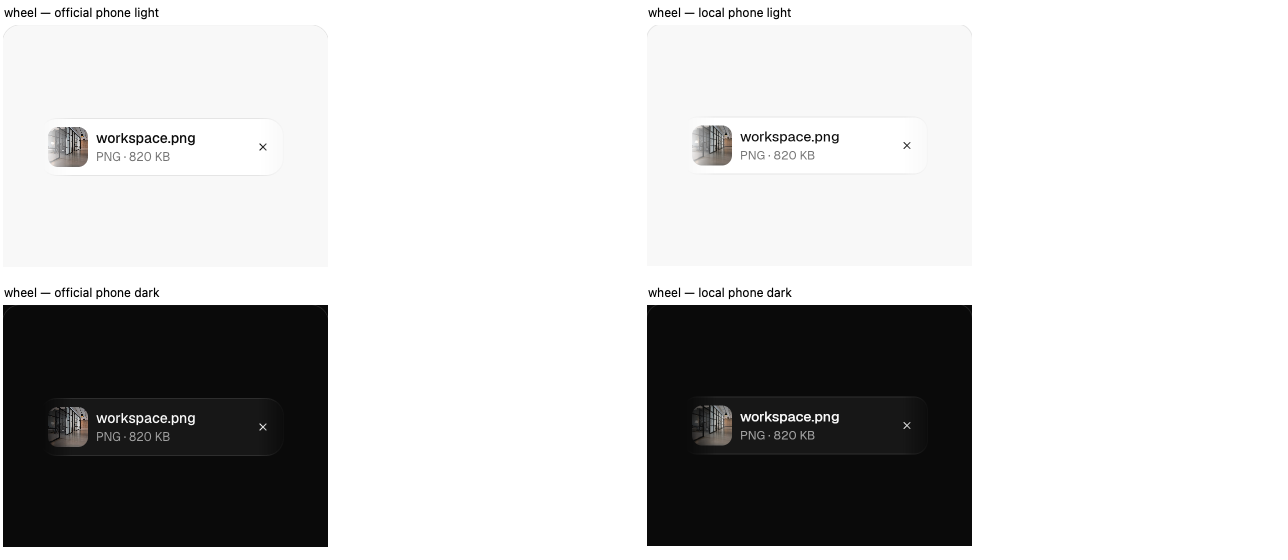 wheel — official phone light
wheel — local phone light
workspace.png
PNG · 820 KB
workspace.png
PNG · 820 KB
wheel — official phone dark
wheel — local phone dark
workspace.png
PNG · 820 KB
workspace.png
PNG · 820 KB